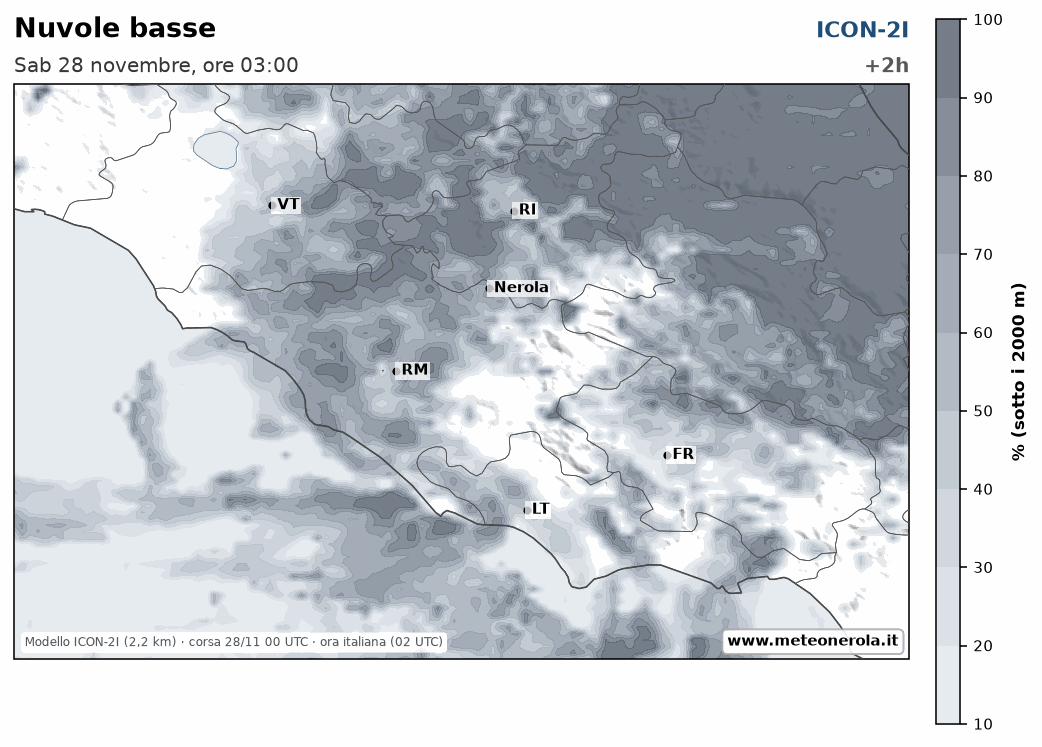 Nuvole basse
ICON-2I
Sab 28 novembre, ore 03:00
+2h
VT
RI
Nerola
RM
FR
LT
Modello ICON-2I (2,2 km) · corsa 28/11 00 UTC · ora italiana (02 UTC)
www.meteonerola.it
100
90
80
70
60
50
40
30
20
10
% (sotto i 2000 m)